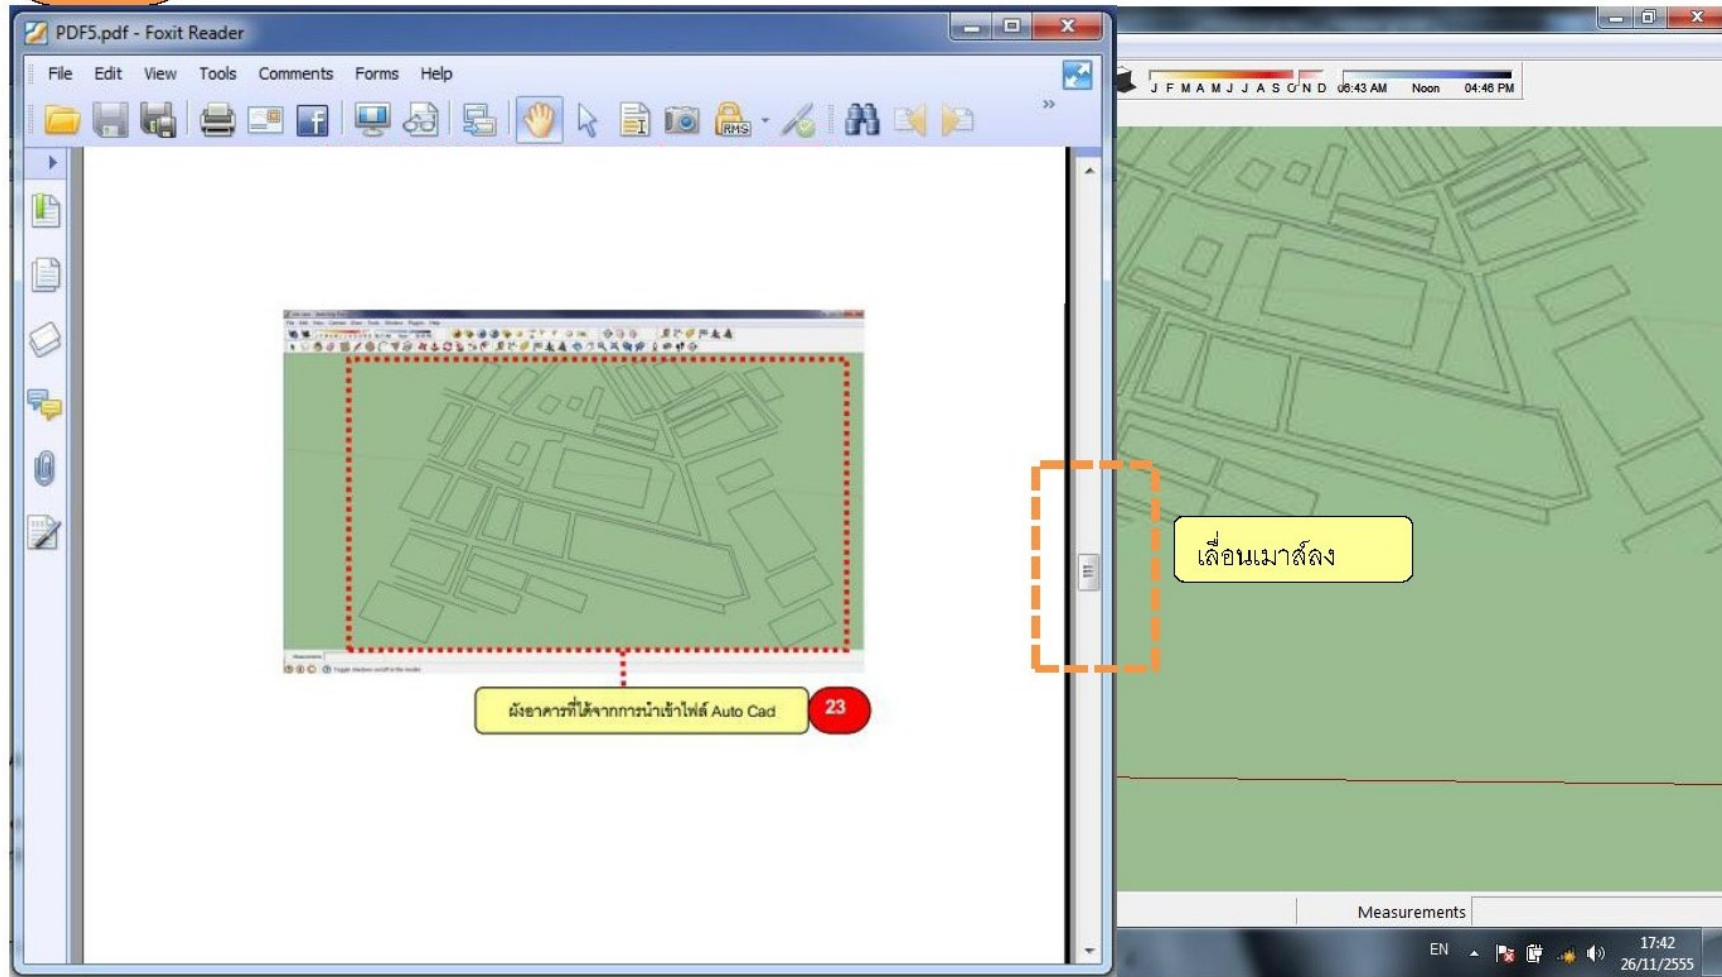 PDF5.pdf - Foxit Reader
File Edit View Tools Comments Forms Help
RMS
J F M A M J J A S O N D 06:43 AM Noon 04:46 PM
เลื่อนเมาส์ลง
ผังอาคารที่ได้จากการนำเข้าไฟล์ Auto Cad 23
Measurements
EN 17:42
26/11/2555